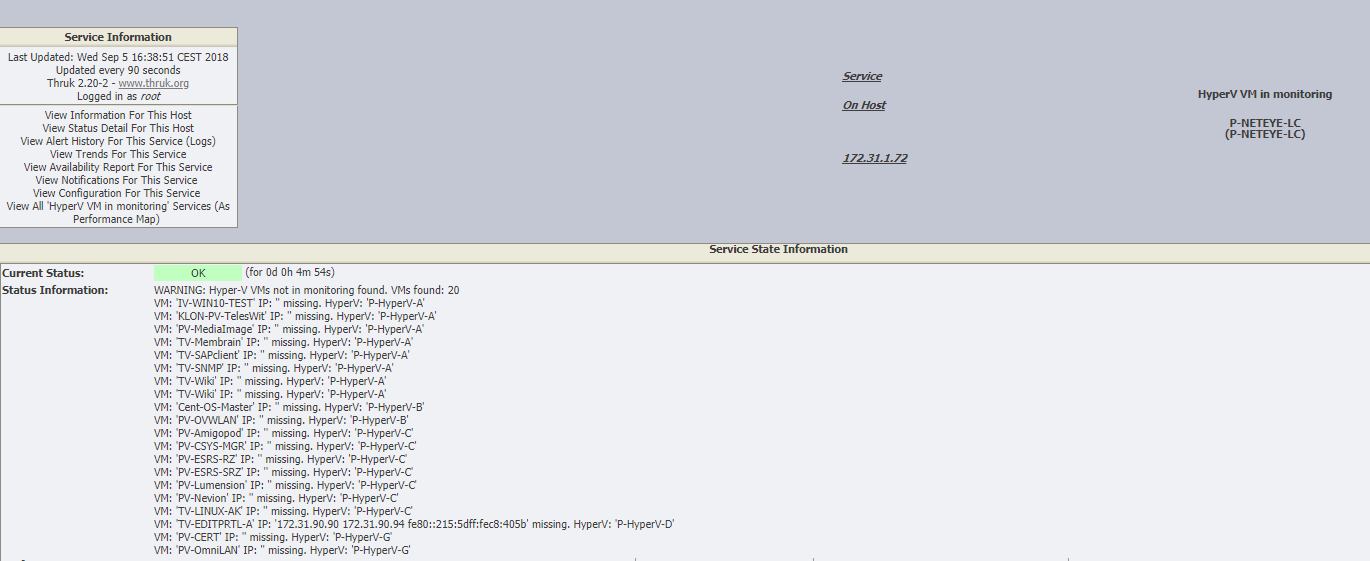 Service Information
Last Updated: Wed Sep 5 16:38:51 CEST 2018
Updated every 90 seconds
Thruk 2.20-2 - www.thruk.org
Logged in as root
View Information For This Host
View Status Detail For This Host
View Alert History For This Service (Logs)
View Trends For This Service
View Availability Report For This Service
View Notifications For This Service
View Configuration For This Service
View All 'HyperV VM in monitoring' Services (As
Performance Map)
Service
On Host
172.31.1.72
HyperV VM in monitoring
P-NETEYE-LC
(P-NETEYE-LC)
Service State Information
Current Status: OK (for 0d 0h 4m 54s)
Status Information: WARNING: Hyper-V VMs not in monitoring found. VMs found: 20
VM: 'IV-WIN10-TEST' IP: '' missing. HyperV: 'P-HyperV-A'
VM: 'KLON-PV-TelesWit' IP: '' missing. HyperV: 'P-HyperV-A'
VM: 'PV-MediaImage' IP: '' missing. HyperV: 'P-HyperV-A'
VM: 'TV-Membrain' IP: '' missing. HyperV: 'P-HyperV-A'
VM: 'TV-SAPclient' IP: '' missing. HyperV: 'P-HyperV-A'
VM: 'TV-SNMP' IP: '' missing. HyperV: 'P-HyperV-A'
VM: 'TV-Wiki' IP: '' missing. HyperV: 'P-HyperV-A'
VM: 'TV-Wiki' IP: '' missing. HyperV: 'P-HyperV-A'
VM: 'Cent-OS-Master' IP: '' missing. HyperV: 'P-HyperV-B'
VM: 'PV-OVWLAN' IP: '' missing. HyperV: 'P-HyperV-B'
VM: 'PV-Amigopod' IP: '' missing. HyperV: 'P-HyperV-C'
VM: 'PV-CSYS-MGR' IP: '' missing. HyperV: 'P-HyperV-C'
VM: 'PV-ESRS-RZ' IP: '' missing. HyperV: 'P-HyperV-C'
VM: 'PV-ESRS-SRZ' IP: '' missing. HyperV: 'P-HyperV-C'
VM: 'PV-Lumension' IP: '' missing. HyperV: 'P-HyperV-C'
VM: 'PV-Nevion' IP: '' missing. HyperV: 'P-HyperV-C'
VM: 'TV-LINUX-AK' IP: '' missing. HyperV: 'P-HyperV-C'
VM: 'TV-EDITPRTL-A' IP: '172.31.90.90 172.31.90.94 fe80::215:5dff:fec8:405b' missing. HyperV: 'P-HyperV-D'
VM: 'PV-CERT' IP: '' missing. HyperV: 'P-HyperV-G'
VM: 'PV-OmniLAN' IP: '' missing. HyperV: 'P-HyperV-G'